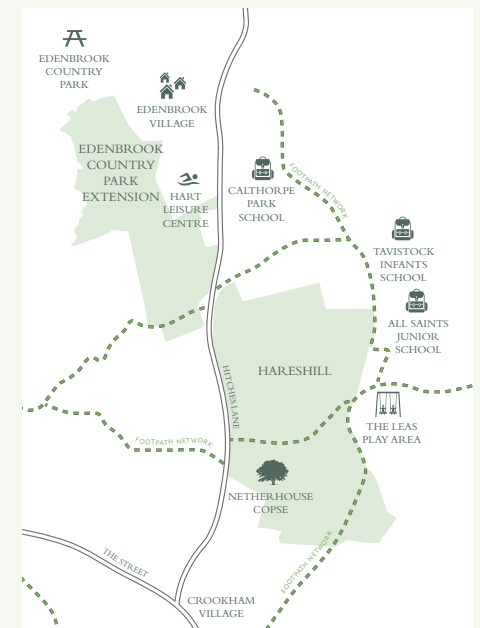 EDENBROOK
COUNTRY
PARK
EDENBROOK
VILLAGE
EDENBROOK
COUNTRY
PARK
EXTENSION
HART
LEISURE
CENTRE
CALTHORPE
PARK
SCHOOL
FOOTPATH NETWORK
TAVISTOCK
INFANTS
SCHOOL
ALL SAINTS
JUNIOR
SCHOOL
HITCHES LANE
HARESHILL
THE LEAS
PLAY AREA
FOOTPATH NETWORK
NETHERHOUSE
COPSE
THE STREET
FOOTPATH NETWORK
CROOKHAM
VILLAGE